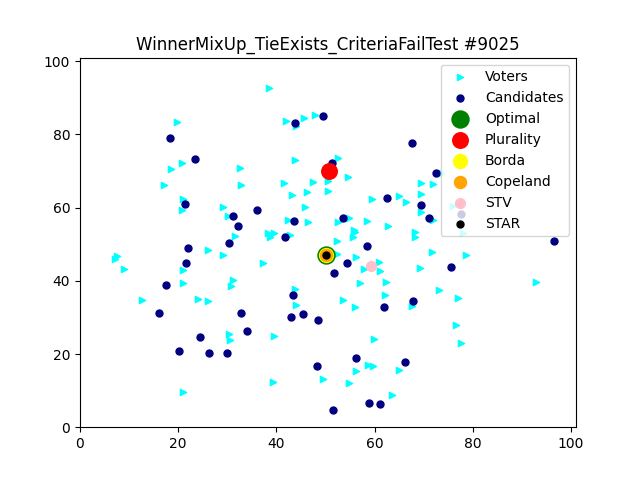 WinnerMixUp_TieExists_CriteriaFailTest #9025
100
80
60
40
20
0
0
20
40
60
80
100
Voters
Candidates
Optimal
Plurality
Borda
Copeland
STV
STAR